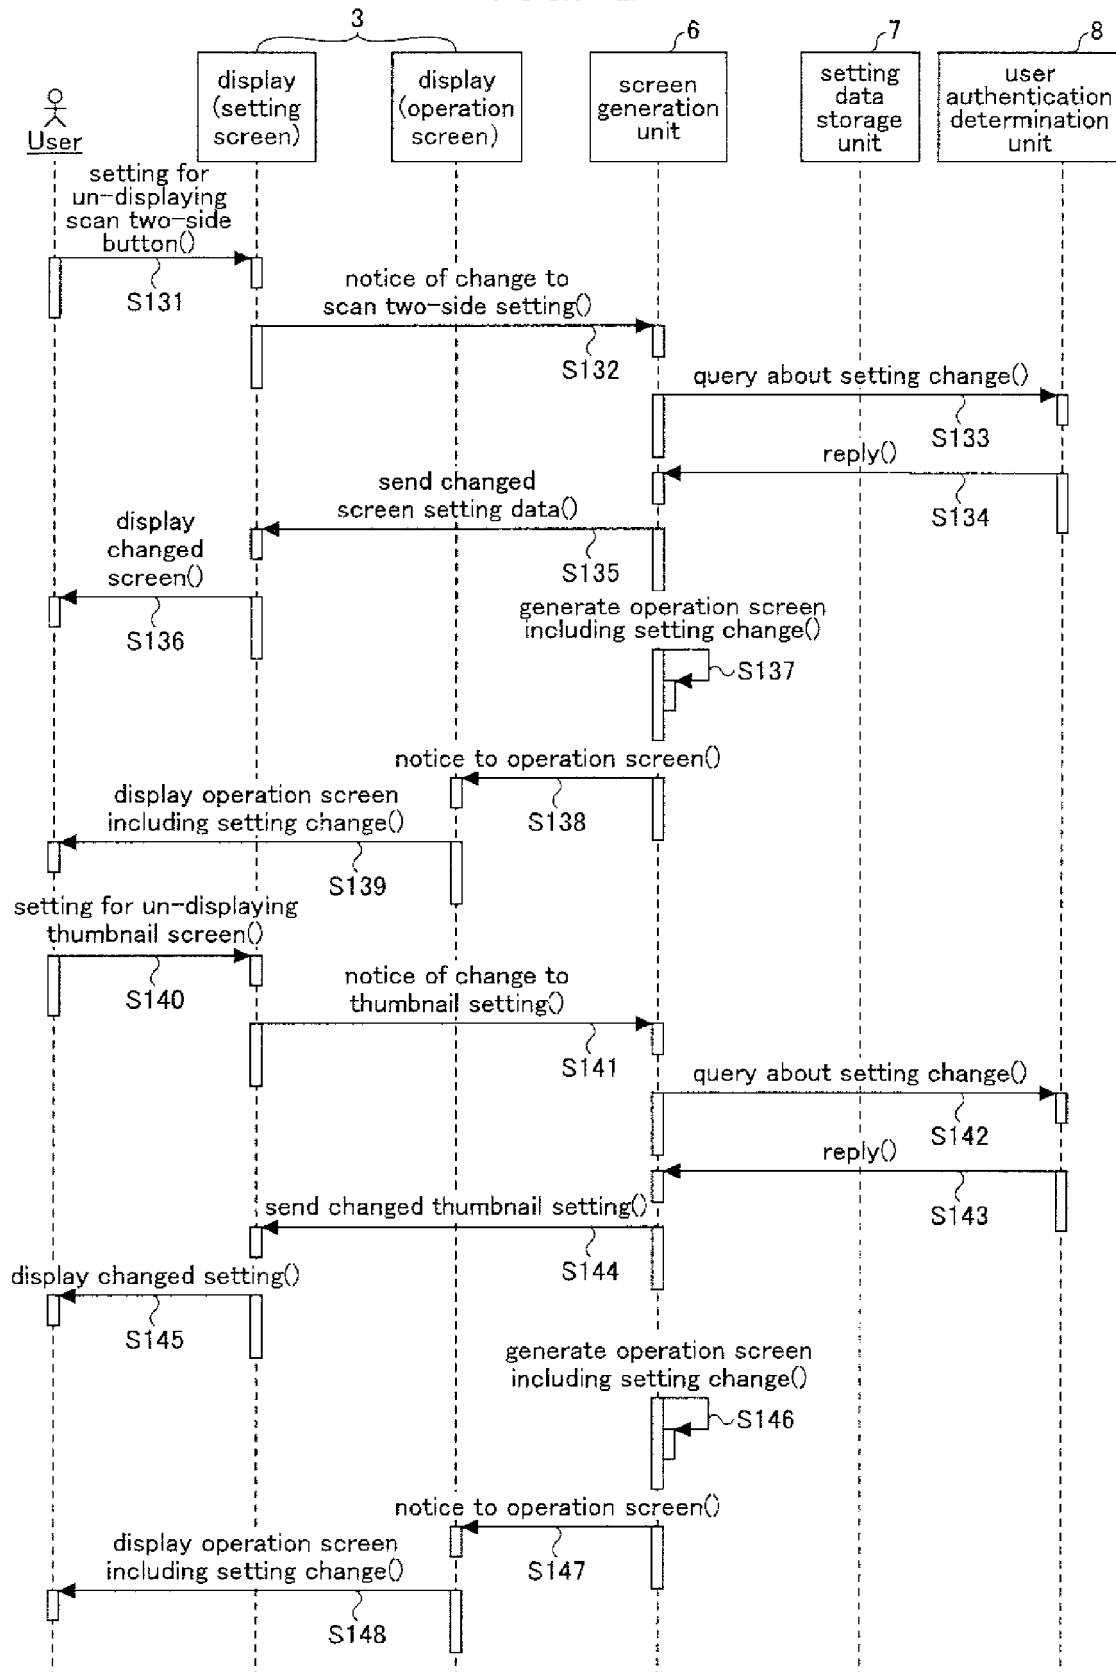 3
6
7
8
display
(setting
screen)
display
(operation
screen)
screen
generation
unit
setting
data
storage
unit
user
authentication
determination
unit
User
setting for
un-displaying
scan two-side
button()
S131
notice of change to
scan two-side setting()
S132
query about setting change()
S133
reply()
S134
send changed
screen setting data()
S135
display
changed
screen()
S136
generate operation screen
including setting change()
S137
notice to operation screen()
S138
display operation screen
including setting change()
S139
setting for un-displaying
thumbnail screen()
S140
notice of change to
thumbnail setting()
S141
query about setting change()
S142
reply()
S143
send changed thumbnail setting()
S144
display changed setting()
S145
generate operation screen
including setting change()
S146
notice to operation screen()
S147
display operation screen
including setting change()
S148